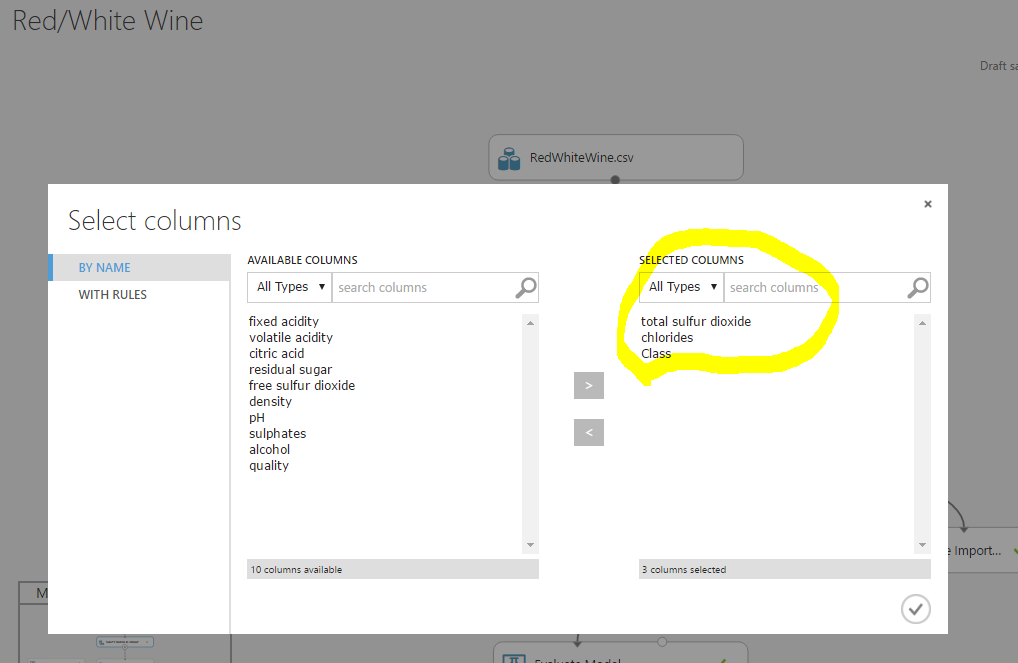 Red/White Wine
Draft sa
RedWhiteWine.csv
Select columns
×
BY NAME
WITH RULES
AVAILABLE COLUMNS
All Types ▼ search columns
fixed acidity
volatile acidity
citric acid
residual sugar
free sulfur dioxide
density
pH
sulphates
alcohol
quality
10 columns available
>
<
SELECTED COLUMNS
All Types ▼ search columns
total sulfur dioxide
chlorides
Class
3 columns selected
e Import...
M
Evaluate Model